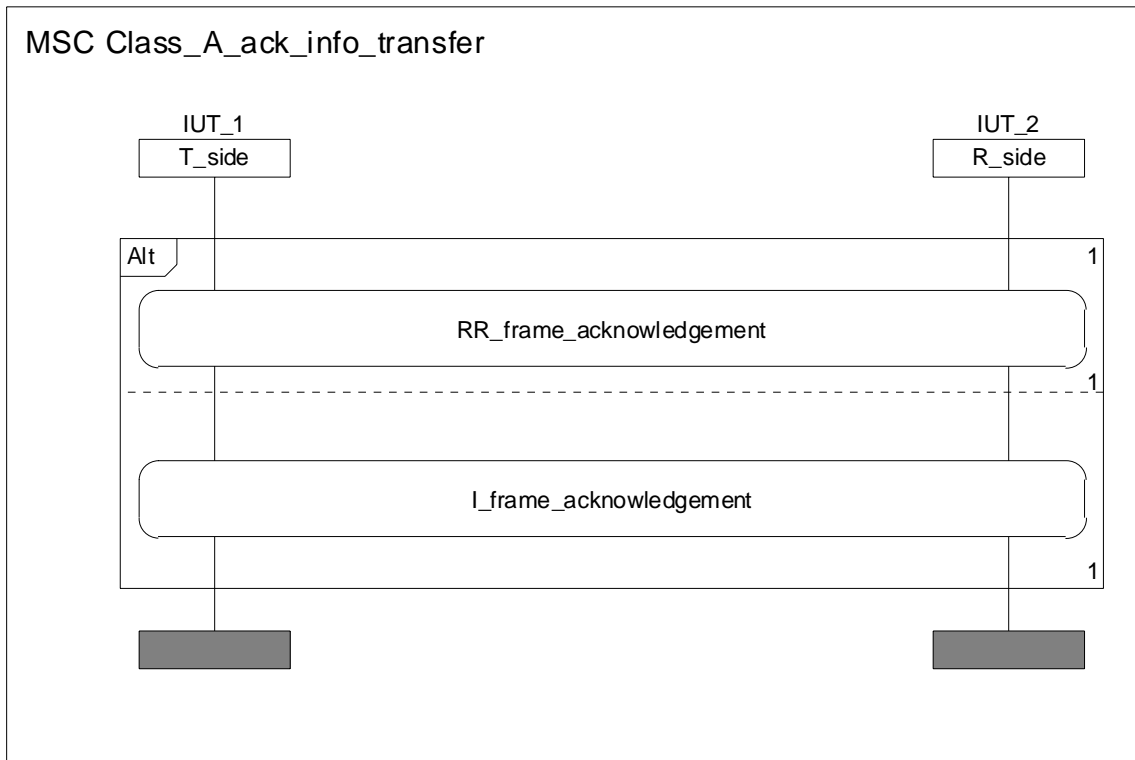 MSC Class_A_ack_info_transfer
IUT_1 IUT_2
T_side R_side
Alt 1
RR_frame_acknowledgement
1
I_frame_acknowledgement
1